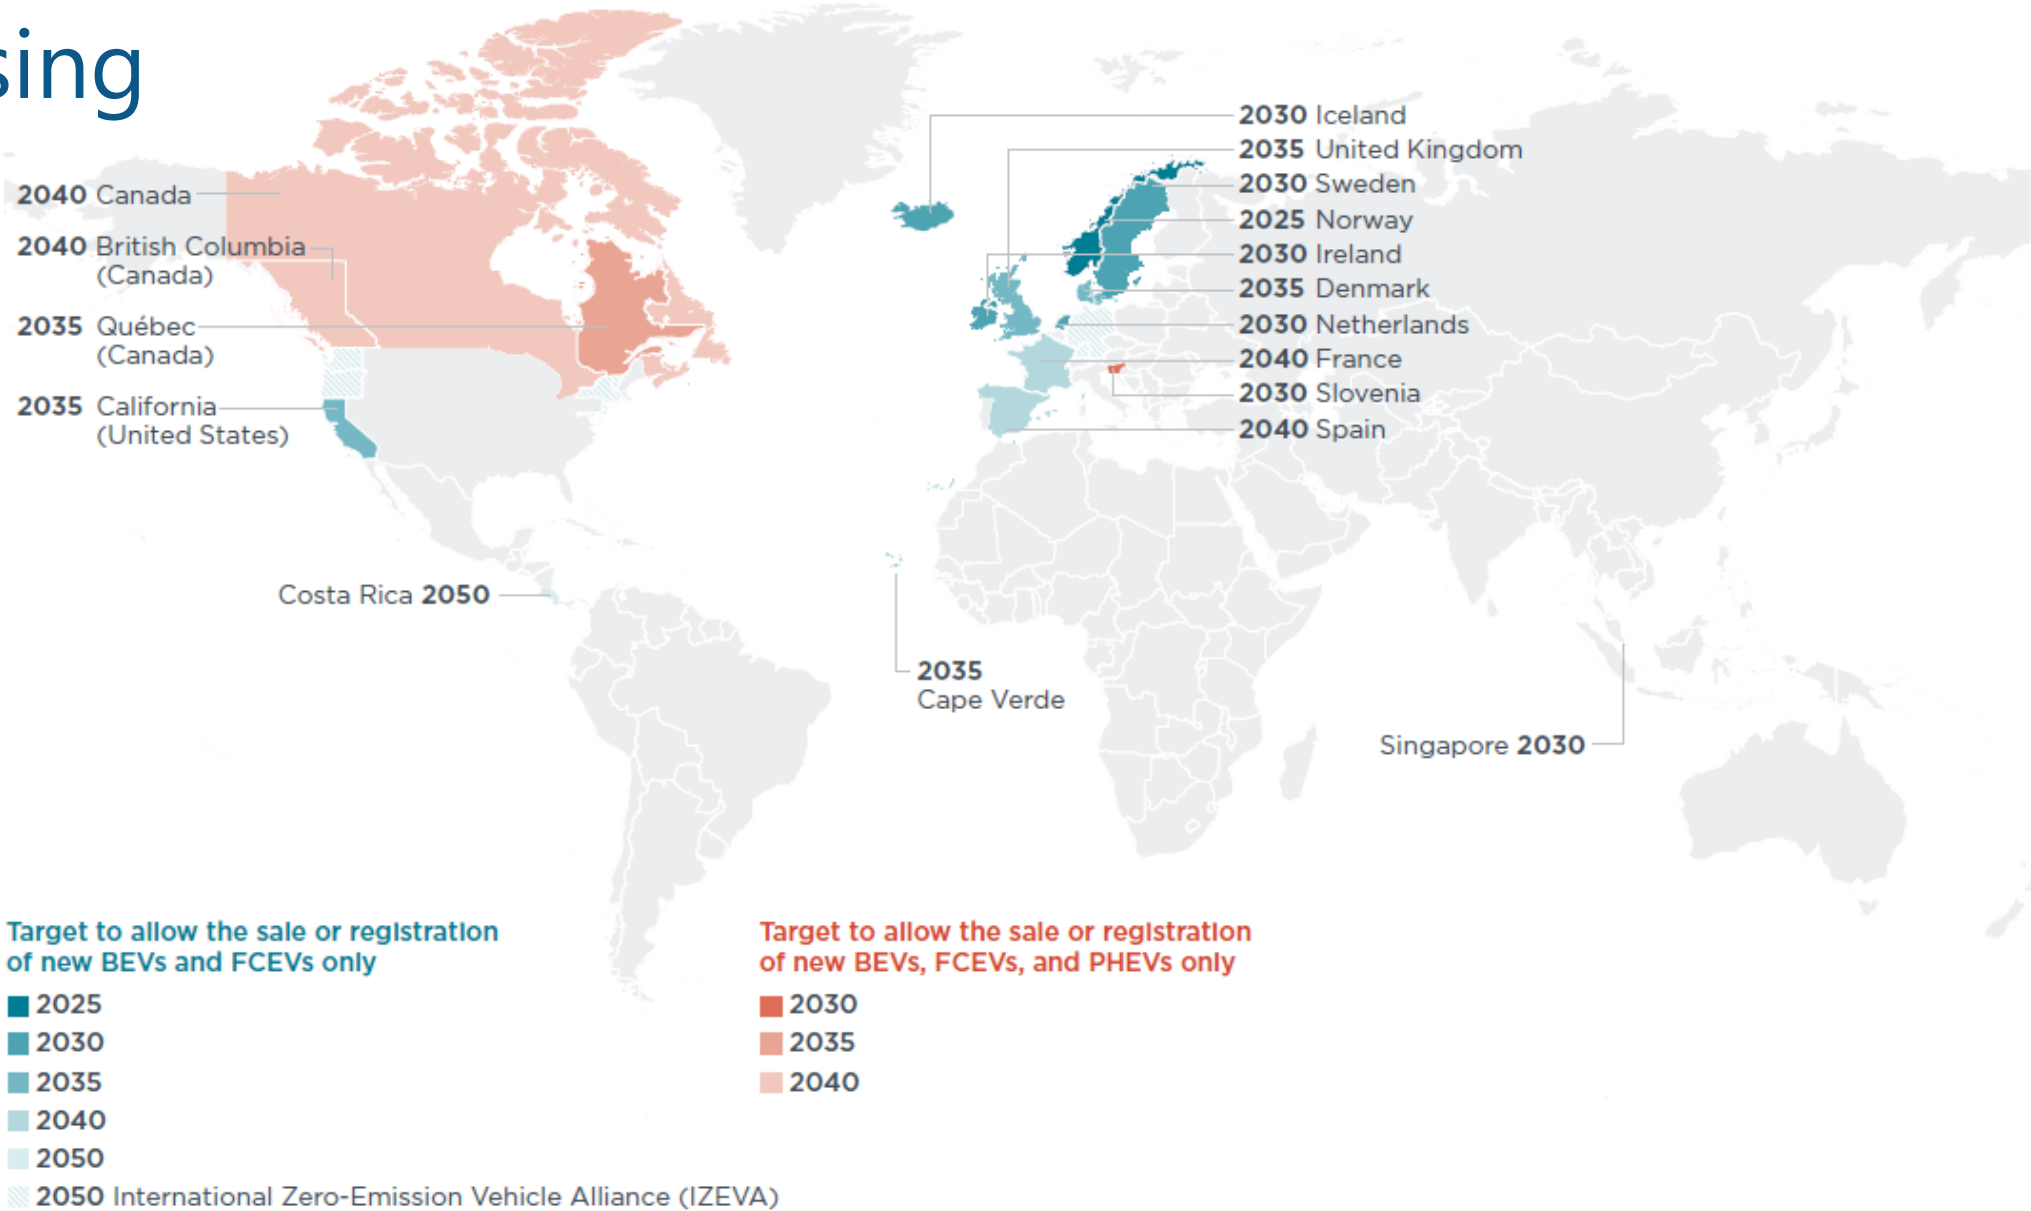 sing
2040 Canada
2040 British Columbia
(Canada)
2035 Québec
(Canada)
2035 California
(United States)
Costa Rica 2050
2030 Iceland
2035 United Kingdom
2030 Sweden
2025 Norway
2030 Ireland
2035 Denmark
2030 Netherlands
2040 France
2030 Slovenia
2040 Spain
2035
Cape Verde
Singapore 2030
Target to allow the sale or registration
of new BEVs and FCEVs only
2025
2030
2035
2040
2050
2050 International Zero-Emission Vehicle Alliance (IZEVA)
Target to allow the sale or registration
of new BEVs, FCEVs, and PHEVs only
2030
2035
2040